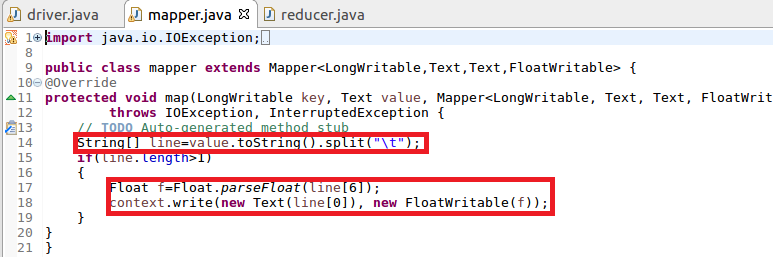 driver.java mapper.java reducer.java
1 import java.io.IOException;
8
9 public class mapper extends Mapper<LongWritable,Text,Text,FloatWritable> {
10 @Override
11 protected void map(LongWritable key, Text value, Mapper<LongWritable, Text, Text, FloatWrit
12 throws IOException, InterruptedException {
13 // TODO Auto-generated method stub
14 String[] line=value.toString().split("\t");
15 if(line.length>1)
16 {
17 Float f=Float.parseFloat(line[6]);
18 context.write(new Text(line[0]), new FloatWritable(f));
19 }
20 }
21 }